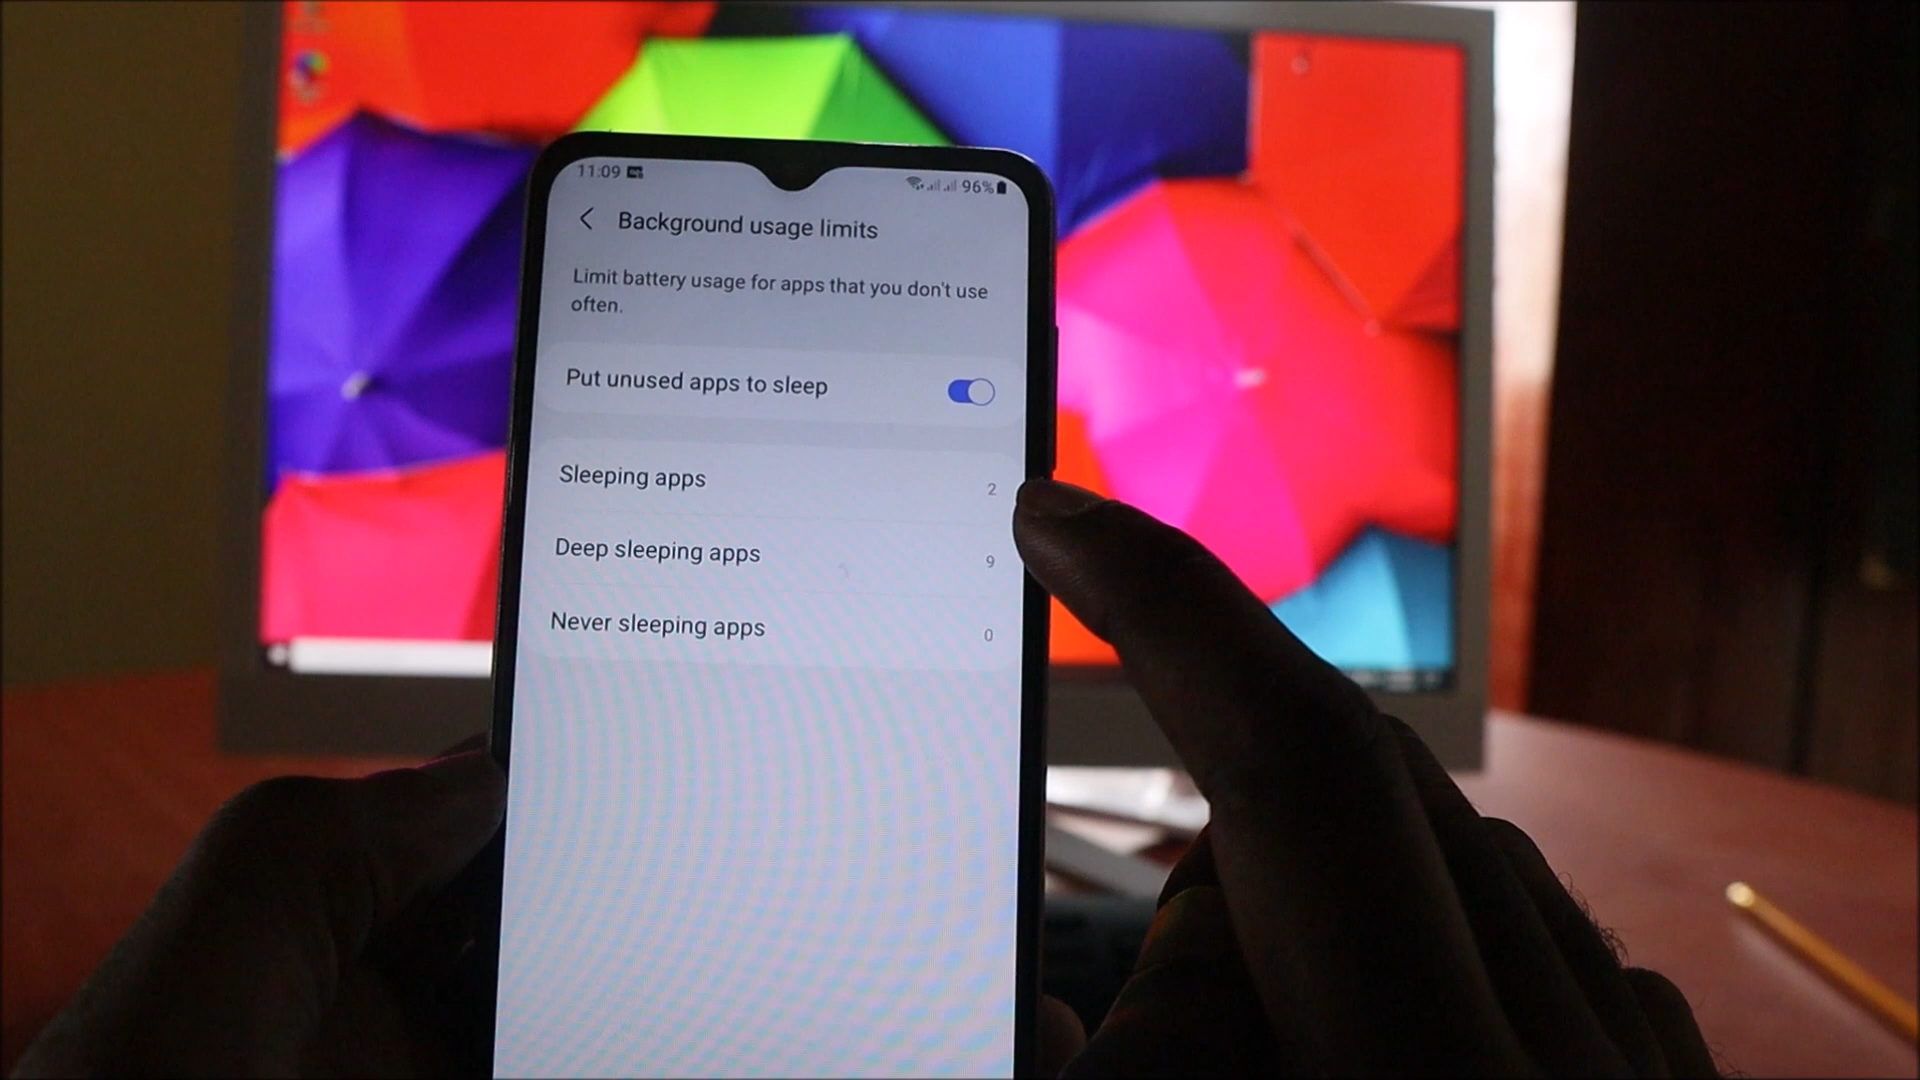 11:09
96%
Background usage limits
Limit battery usage for apps that you don't use
often.
Put unused apps to sleep
Sleeping apps
2
Deep sleeping apps
9
Never sleeping apps
0